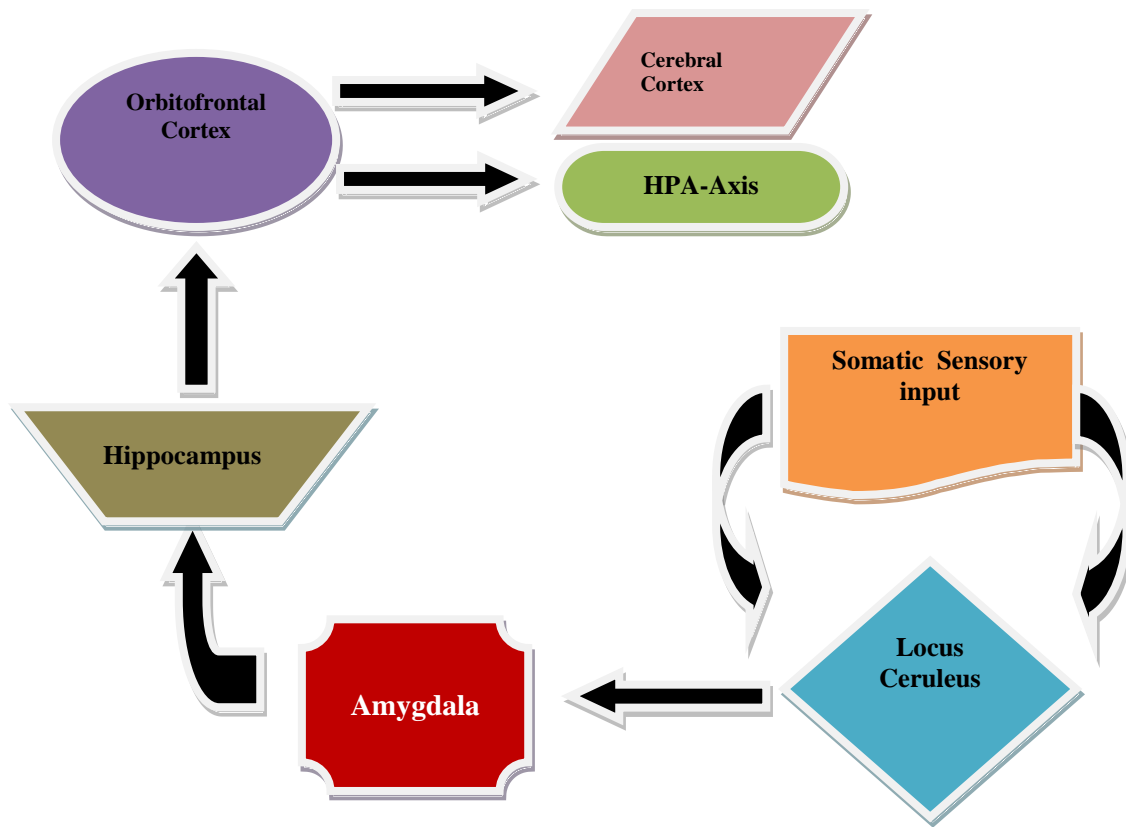 Orbitofrontal
Cortex
Cerebral
Cortex
HPA-Axis
Somatic Sensory
input
Hippocampus
Locus
Ceruleus
Amygdala